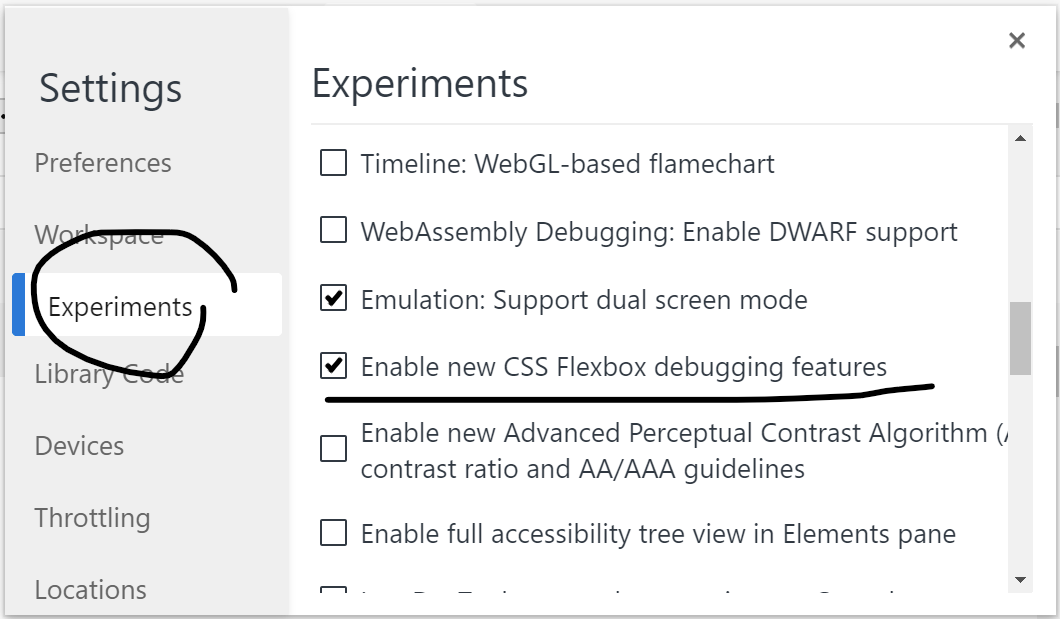 Settings
Preferences
Workspace
Experiments
Library Code
Devices
Throttling
Locations
Experiments
Timeline: WebGL-based flamechart
WebAssembly Debugging: Enable DWARF support
Emulation: Support dual screen mode
Enable new CSS Flexbox debugging features
Enable new Advanced Perceptual Contrast Algorithm (
contrast ratio and AA/AAA guidelines
Enable full accessibility tree view in Elements pane